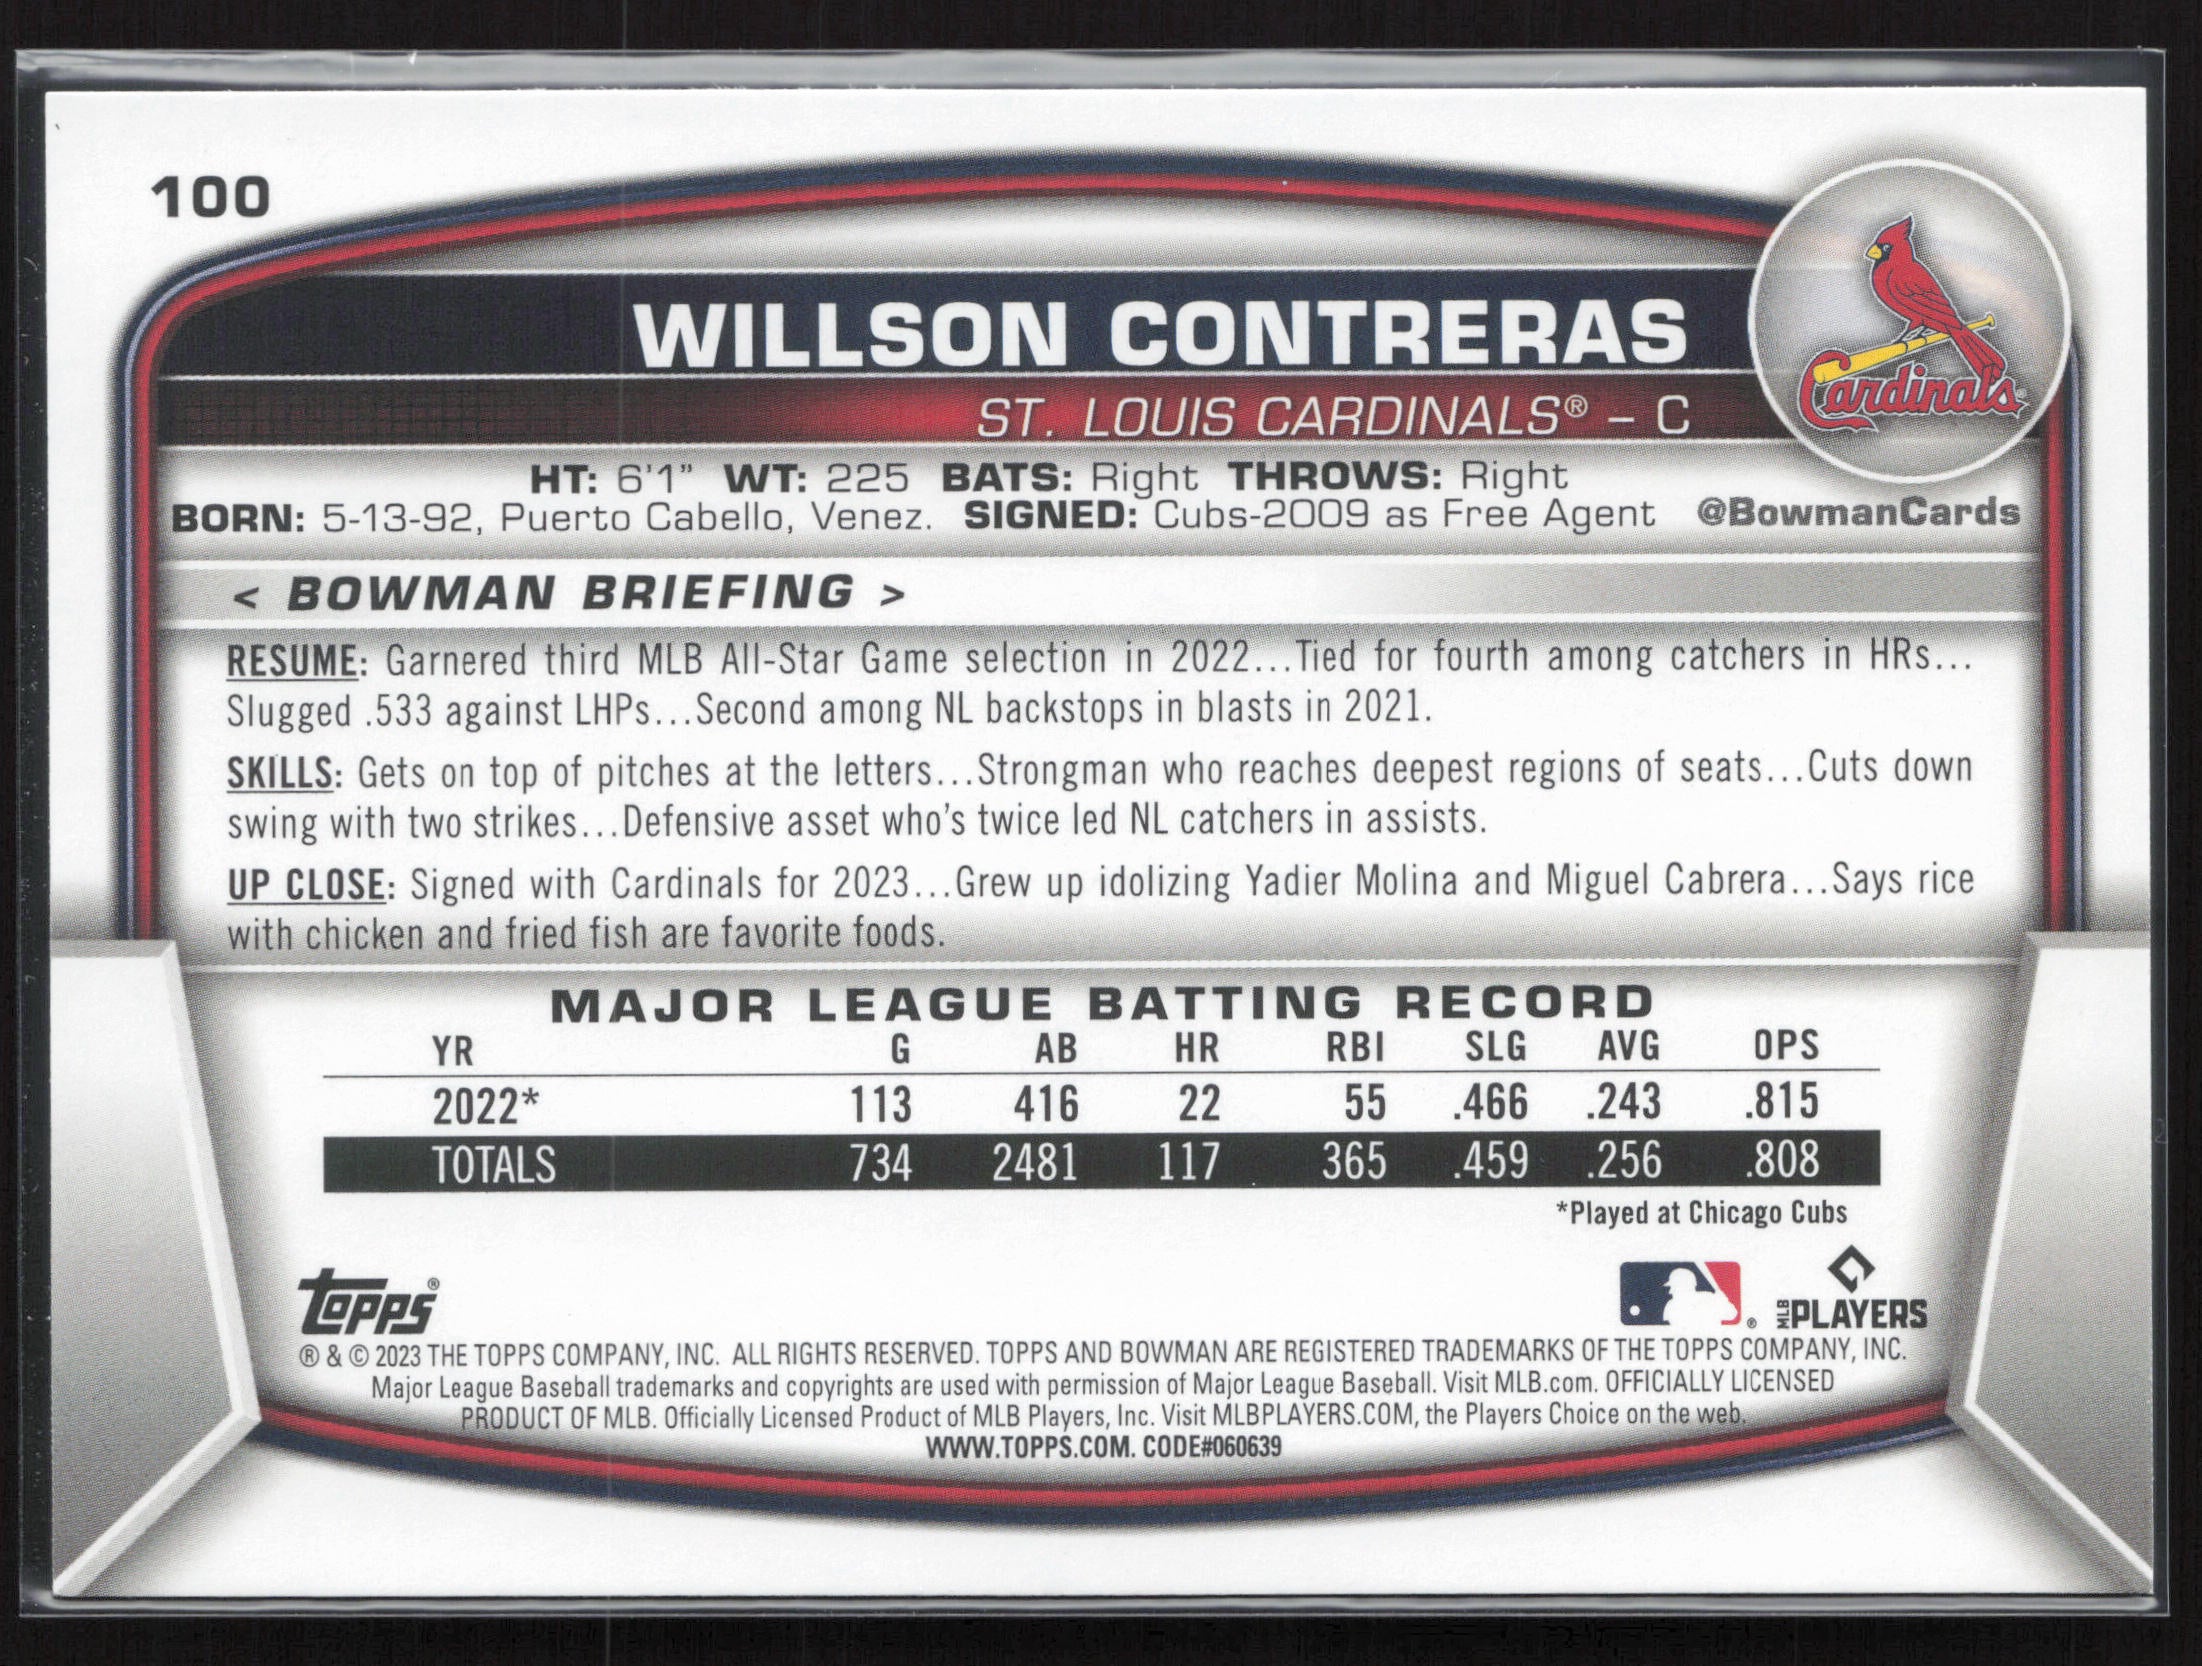 100
WILLSON CONTRERAS
Cardinals
ST. LOUIS CARDINALS® – C
HT: 6'1" WT: 225 BATS: Right THROWS: Right
BORN: 5-13-92, Puerto Cabello, Venez. SIGNED: Cubs-2009 as Free Agent @BowmanCards
< BOWMAN BRIEFING >
RESUME: Garnered third MLB All-Star Game selection in 2022...Tied for fourth among catchers in HRs...
Slugged .533 against LHPs...Second among NL backstops in blasts in 2021.
SKILLS: Gets on top of pitches at the letters...Strongman who reaches deepest regions of seats...Cuts down
swing with two strikes...Defensive asset who's twice led NL catchers in assists.
UP CLOSE: Signed with Cardinals for 2023...Grew up idolizing Yadier Molina and Miguel Cabrera...Says rice
with chicken and fried fish are favorite foods.
MAJOR LEAGUE BATTING RECORD
YR G AB HR RBI SLG AVG OPS
2022* 113 416 22 55 .466 .243 .815
TOTALS 734 2481 117 365 .459 .256 .808
*Played at Chicago Cubs
Topps® ® MLB PLAYERS
® & © 2023 THE TOPPS COMPANY, INC. ALL RIGHTS RESERVED. TOPPS AND BOWMAN ARE REGISTERED TRADEMARKS OF THE TOPPS COMPANY, INC.
Major League Baseball trademarks and copyrights are used with permission of Major League Baseball. Visit MLB.com. OFFICIALLY LICENSED
PRODUCT OF MLB. Officially Licensed Product of MLB Players, Inc. Visit MLBPLAYERS.COM, the Players Choice on the web.
WWW.TOPPS.COM. CODE#060639